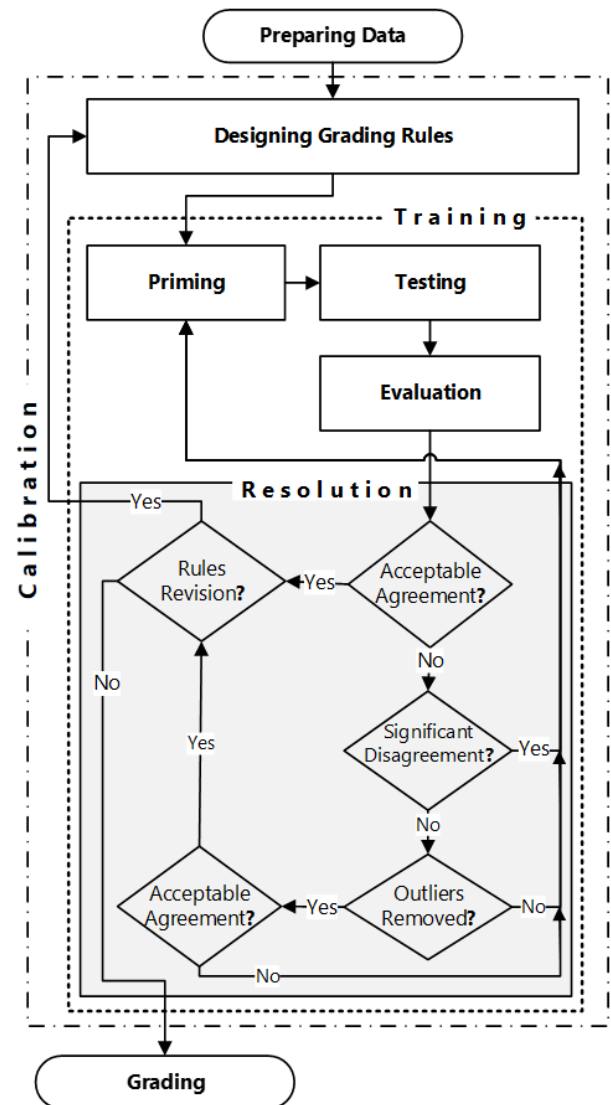 Preparing Data
Designing Grading Rules
Training
Priming
Testing
Evaluation
Calibration
Resolution
Yes
Rules
Revision?
Yes
Acceptable
Agreement?
No
No
Significant
Disagreement?
Yes
Yes
No
Acceptable
Agreement?
Yes
Outliers
Removed?
No
No
Grading